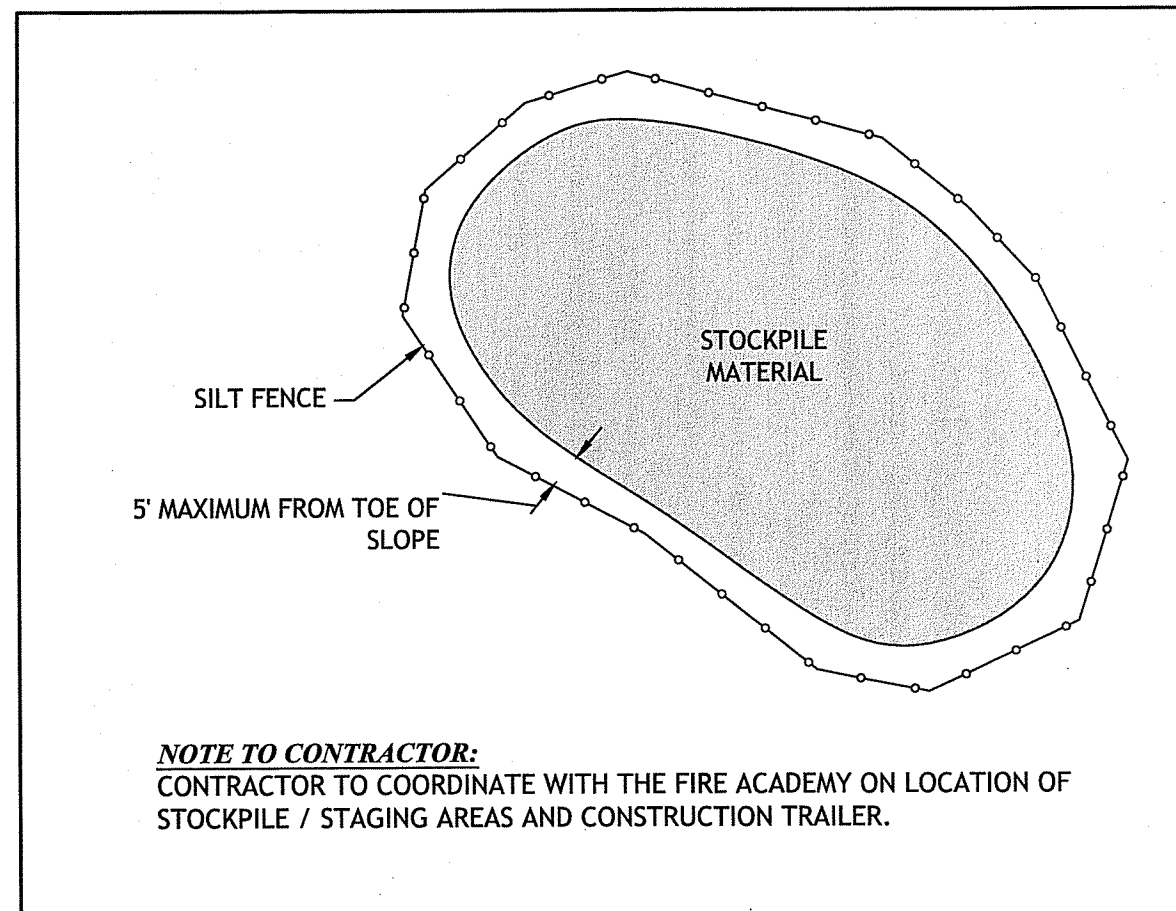 STOCKPILE
MATERIAL
SILT FENCE
5' MAXIMUM FROM TOE OF
SLOPE
NOTE TO CONTRACTOR:
CONTRACTOR TO COORDINATE WITH THE FIRE ACADEMY ON LOCATION OF
STOCKPILE / STAGING AREAS AND CONSTRUCTION TRAILER.